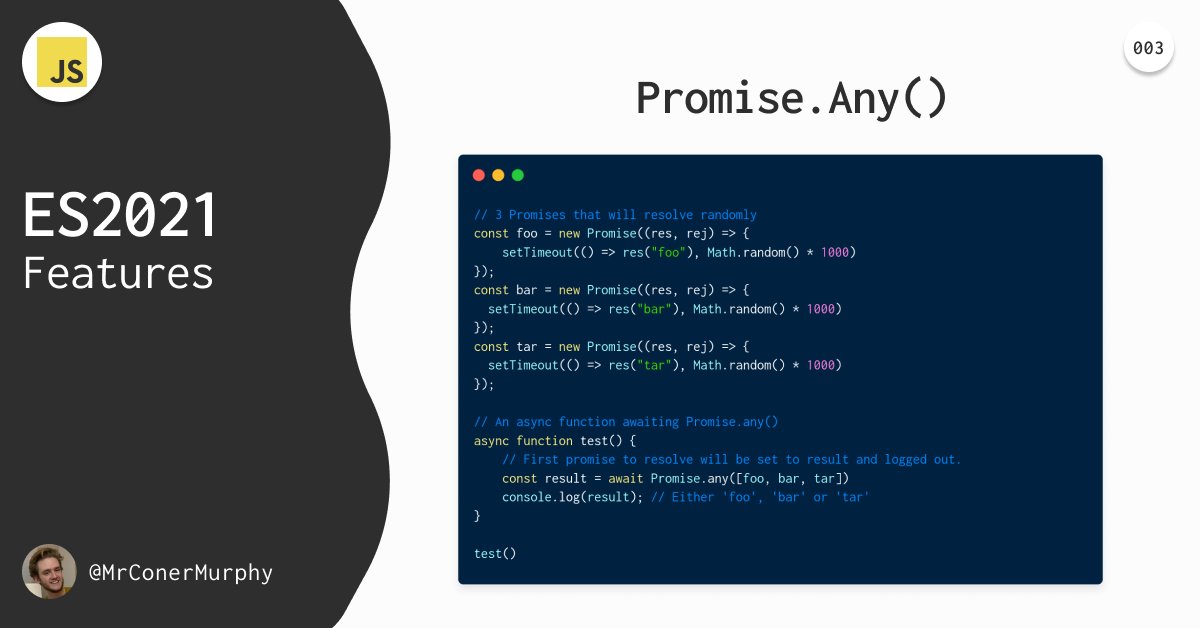 JS
ES2021
Features
@MrConerMurphy
003
Promise.Any()
// 3 Promises that will resolve randomly
const foo = new Promise((res, rej) => {
    setTimeout(() => res("foo"), Math.random() * 1000)
});
const bar = new Promise((res, rej) => {
  setTimeout(() => res("bar"), Math.random() * 1000)
});
const tar = new Promise((res, rej) => {
  setTimeout(() => res("tar"), Math.random() * 1000)
});

// An async function awaiting Promise.any()
async function test() {
    // First promise to resolve will be set to result and logged out.
    const result = await Promise.any([foo, bar, tar])
    console.log(result); // Either 'foo', 'bar' or 'tar'
}

test()